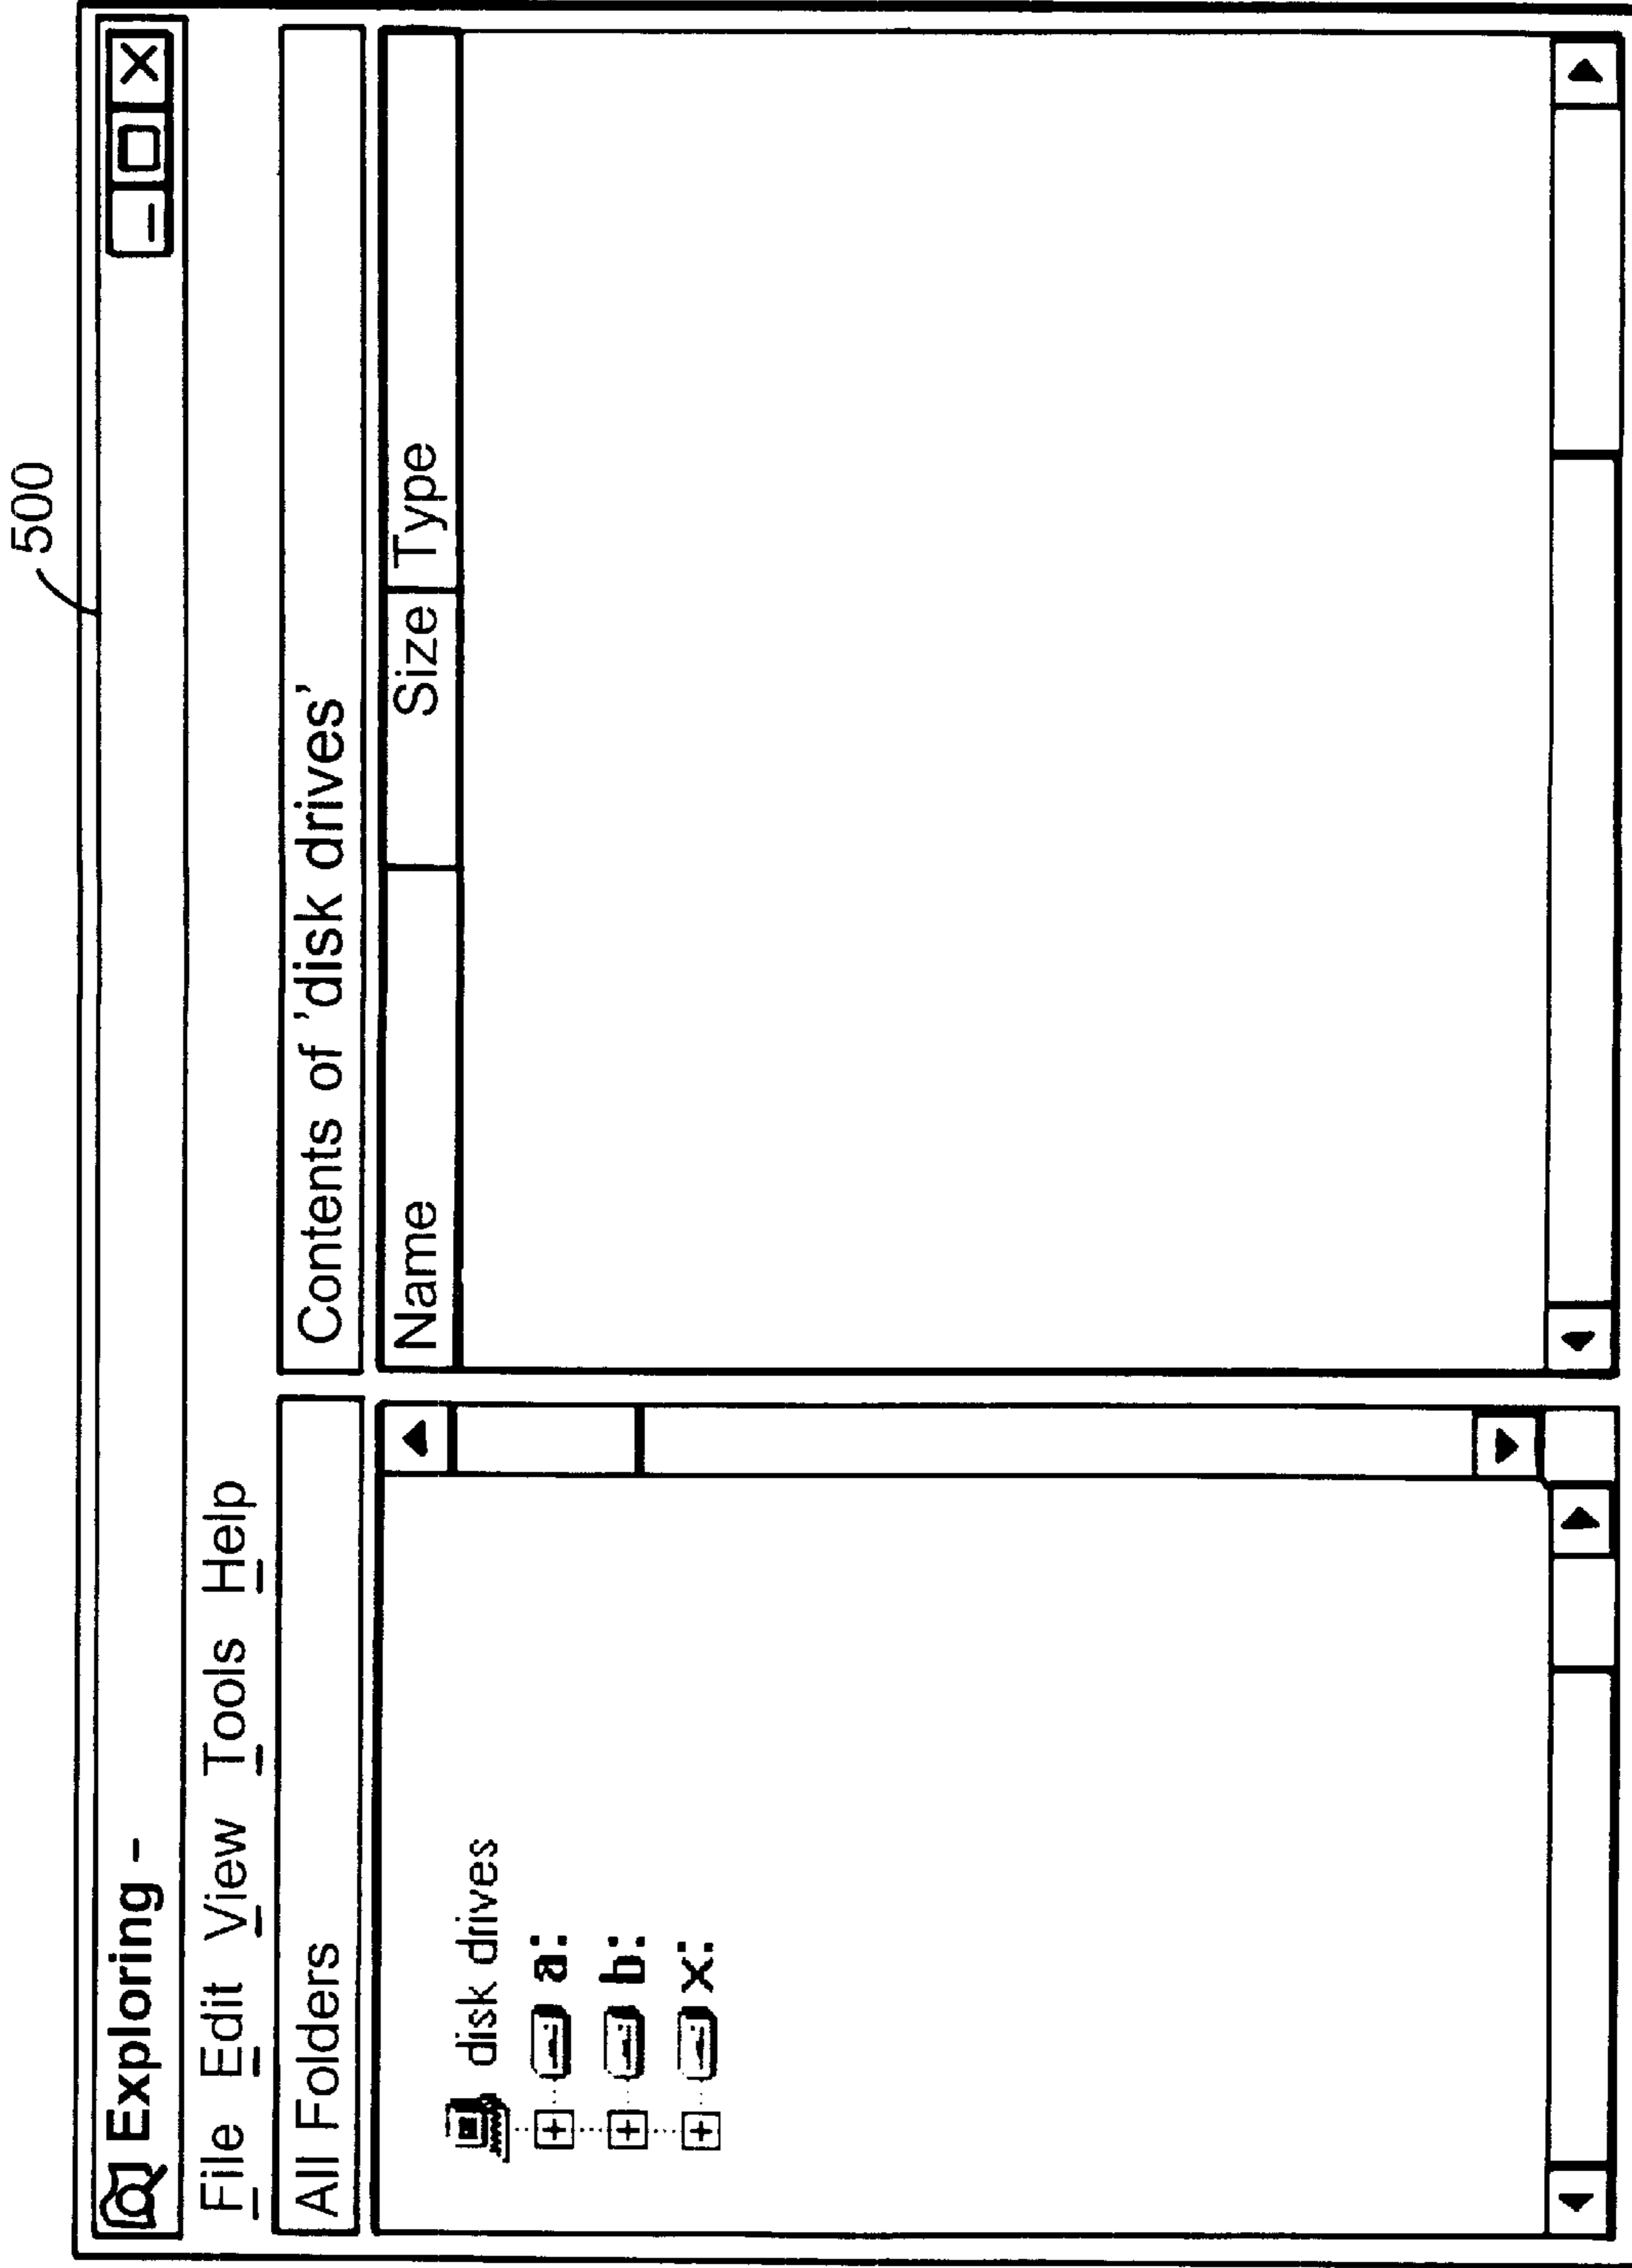 500
Exploring –
File Edit View Tools Help
All Folders
Contents of 'disk drives'
Name Size Type
disk drives
a:
b:
x: